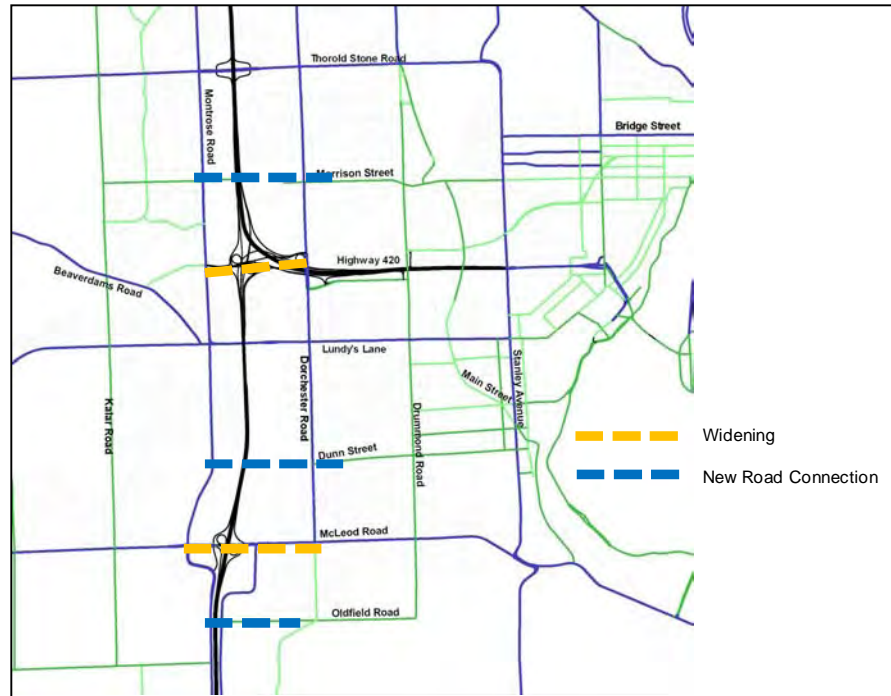 Thorold Stone Road
Montrose Road
Bridge Street
Morrison Street
Highway 420
Beaverdams Road
Lundy's Lane
Dorchester Road
Stanley Avenue
Main Street
Kalar Road
Drummond Road
Dunn Street
McLeod Road
Oldfield Road
Widening
New Road Connection